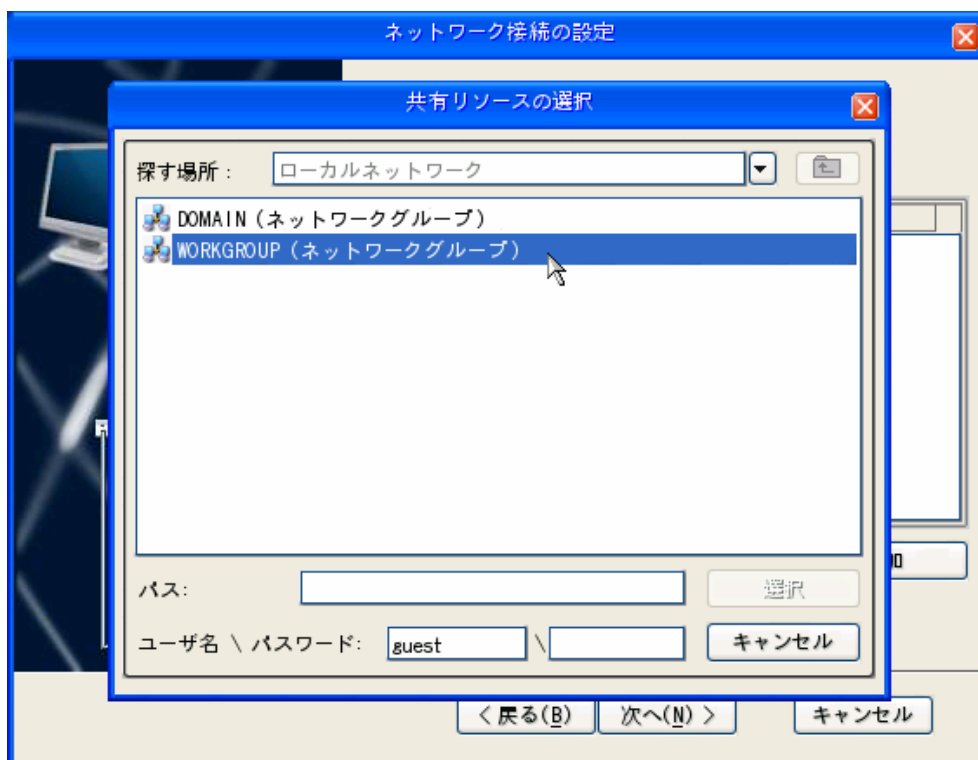 ネットワーク接続の設定
共有リソースの選択
探す場所： ローカルネットワーク
DOMAIN（ネットワークグループ）
WORKGROUP（ネットワークグループ）
パス: 選択
ユーザ名 \ パスワード: guest \ キャンセル
< 戻る(B) 次へ(N) > キャンセル